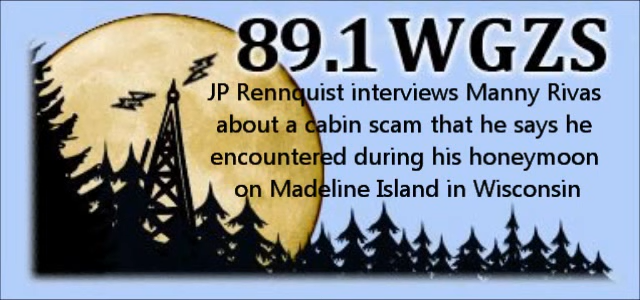 89.1 WGZS
JP Rennquist interviews Manny Rivas
about a cabin scam that he says he
encountered during his honeymoon
on Madeline Island in Wisconsin